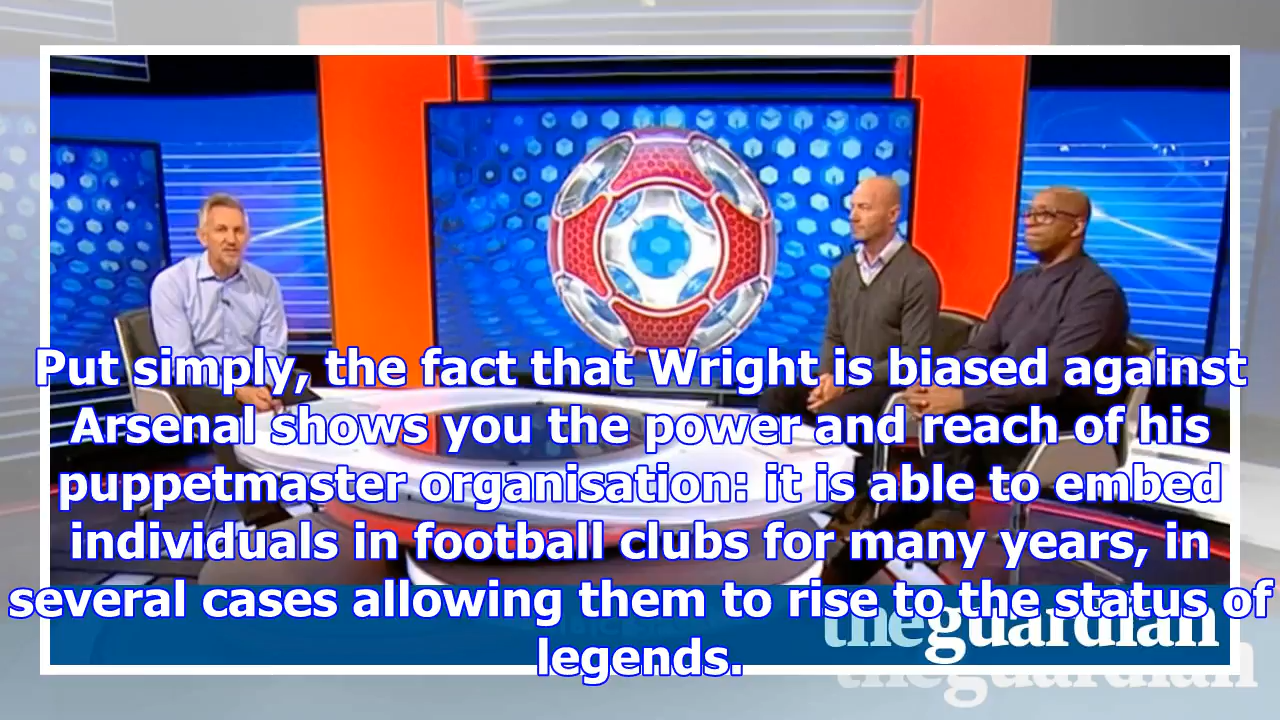 Put simply, the fact that Wright is biased against
Arsenal shows you the power and reach of his
puppetmaster organisation: it is able to embed
individuals in football clubs for many years, in
several cases allowing them to rise to the status of
theguardian
legends.
theguardian